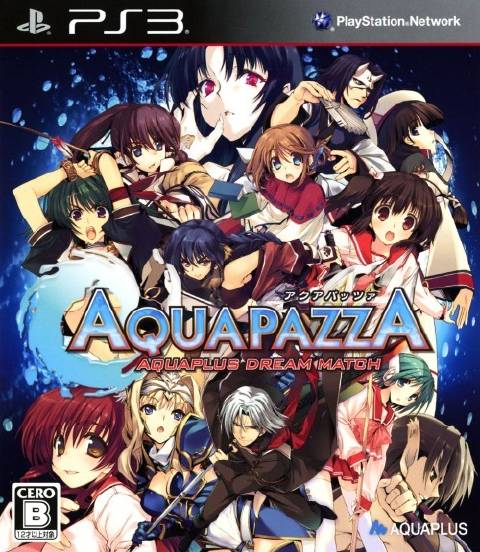 PS3
PlayStation®Network
アクアパッツァ
AQUAPAZZA
AQUAPLUS DREAM MATCH
CERO
B
12才以上対象
AQUAPLUS